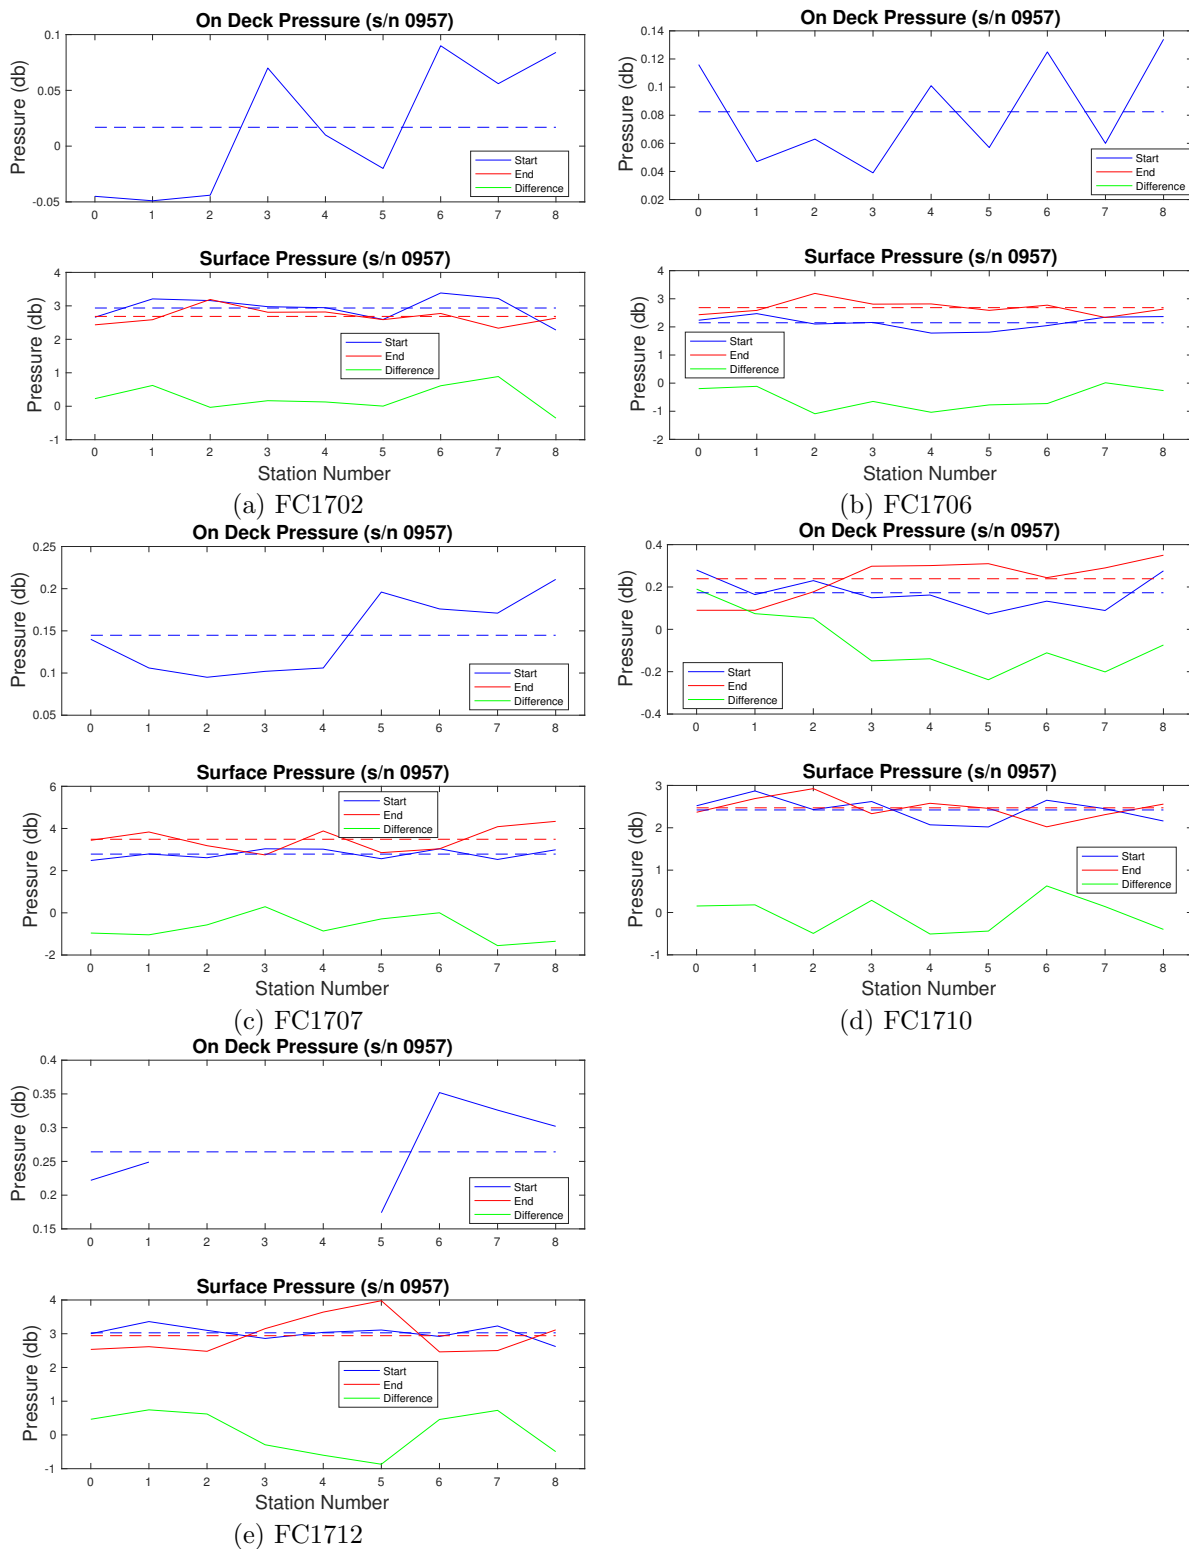 On Deck Pressure (s/n 0957)
Pressure (db)
0.1
0.05
0
-0.05
0 1 2 3 4 5 6 7 8
Start
End
Difference
Surface Pressure (s/n 0957)
Pressure (db)
4
3
2
1
0
-1
0 1 2 3 4 5 6 7 8
Start
End
Difference
Station Number
(a) FC1702
On Deck Pressure (s/n 0957)
Pressure (db)
0.14
0.12
0.1
0.08
0.06
0.04
0.02
0 1 2 3 4 5 6 7 8
Start
End
Difference
Surface Pressure (s/n 0957)
Pressure (db)
4
3
2
1
0
-1
-2
0 1 2 3 4 5 6 7 8
Start
End
Difference
Station Number
(b) FC1706
On Deck Pressure (s/n 0957)
Pressure (db)
0.25
0.2
0.15
0.1
0.05
0 1 2 3 4 5 6 7 8
Start
End
Difference
Surface Pressure (s/n 0957)
Pressure (db)
6
4
2
0
-2
0 1 2 3 4 5 6 7 8
Start
End
Difference
Station Number
(c) FC1707
On Deck Pressure (s/n 0957)
Pressure (db)
0.4
0.2
0
-0.2
-0.4
0 1 2 3 4 5 6 7 8
Start
End
Difference
Surface Pressure (s/n 0957)
Pressure (db)
3
2
1
0
-1
0 1 2 3 4 5 6 7 8
Start
End
Difference
Station Number
(d) FC1710
On Deck Pressure (s/n 0957)
Pressure (db)
0.4
0.35
0.3
0.25
0.2
0.15
0 1 2 3 4 5 6 7 8
Start
End
Difference
Surface Pressure (s/n 0957)
Pressure (db)
4
3
2
1
0
-1
0 1 2 3 4 5 6 7 8
Start
End
Difference
Station Number
(e) FC1712